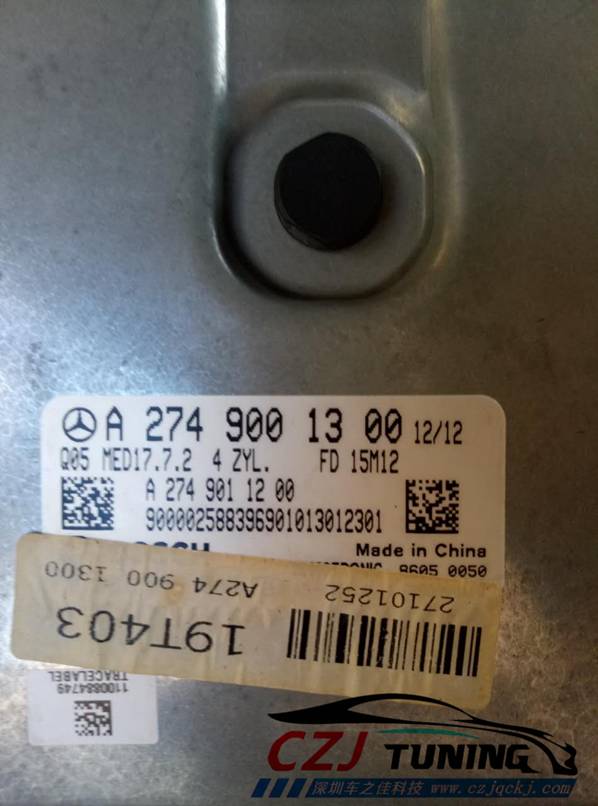 A 274 900 13 00 12/12
Q05 MED17.7.2 4 ZYL. FD 15M12
A 274 901 12 00
900002588396901013012301
Made in China
8605 0050
A274 900 1300
27101252
19T403
1100884749
TRACELABEL
CZJ TUNING
深圳车之佳科技 / www.czjqckj.com